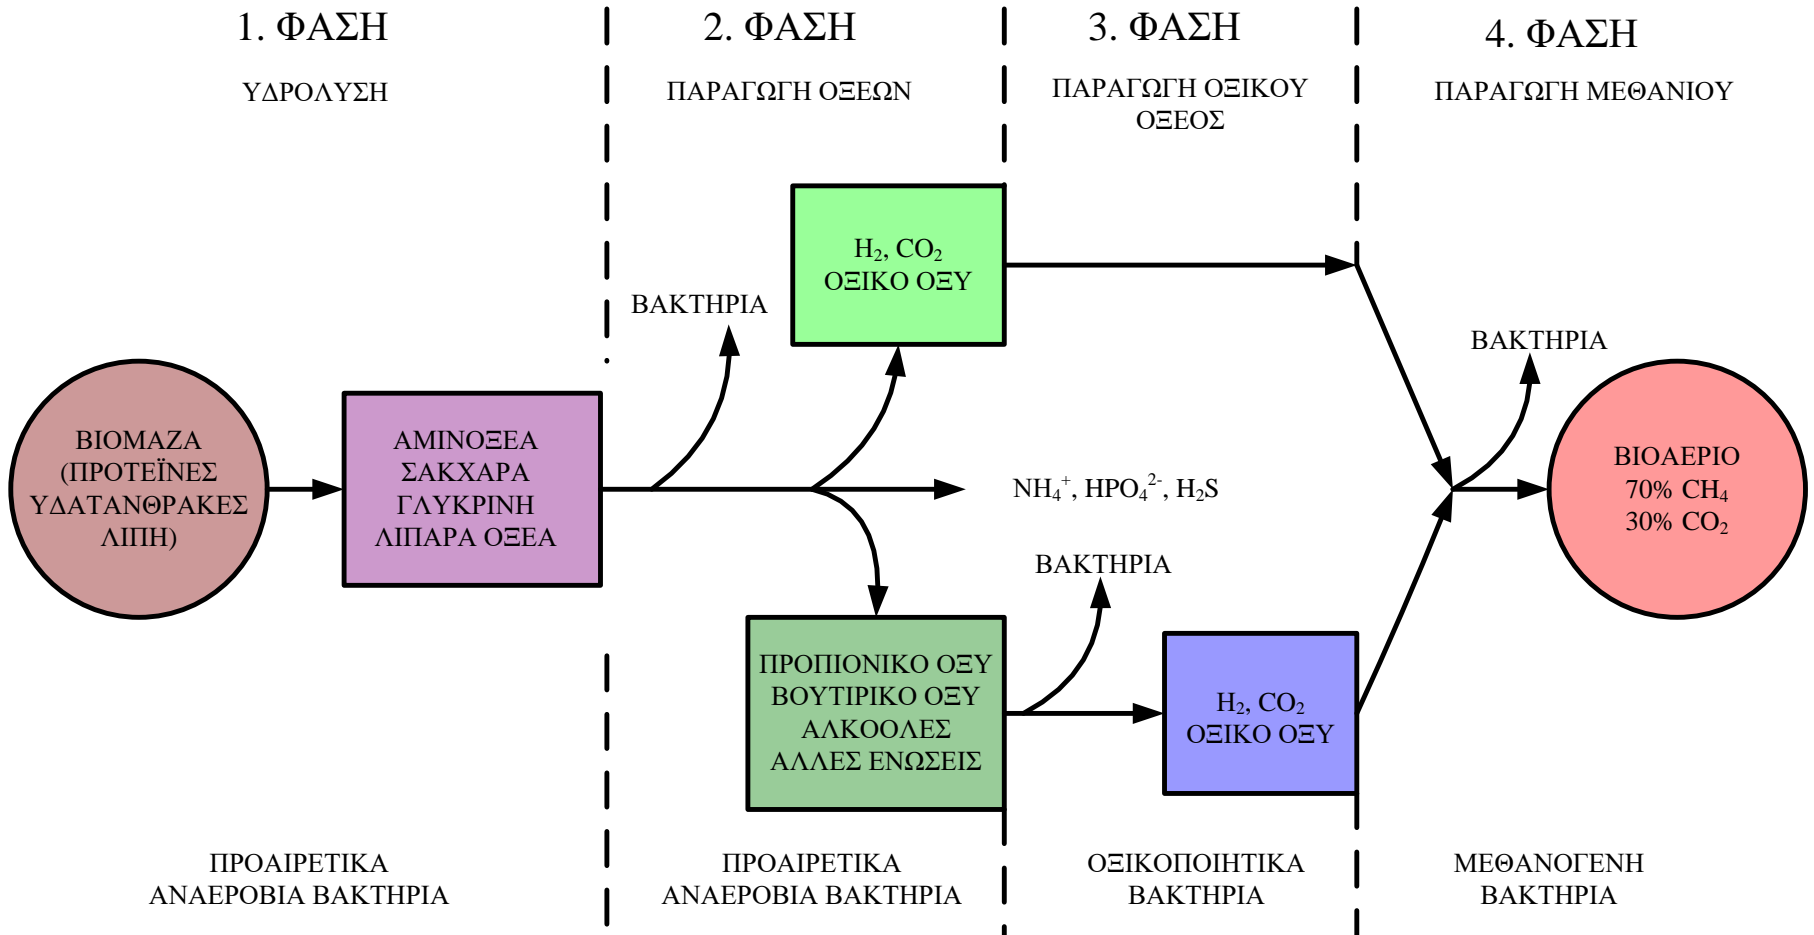 1. ΦΑΣΗ
ΥΔΡΟΛΥΣΗ
2. ΦΑΣΗ
ΠΑΡΑΓΩΓΗ ΟΞΕΩΝ
3. ΦΑΣΗ
ΠΑΡΑΓΩΓΗ ΟΞΙΚΟΥ
ΟΞΕΟΣ
4. ΦΑΣΗ
ΠΑΡΑΓΩΓΗ ΜΕΘΑΝΙΟΥ
H₂, CO₂
ΟΞΙΚΟ ΟΞΥ
ΒΑΚΤΗΡΙΑ
ΒΑΚΤΗΡΙΑ
ΒΙΟΜΑΖΑ
(ΠΡΟΤΕΪΝΕΣ
ΥΔΑΤΑΝΘΡΑΚΕΣ
ΛΙΠΗ)
ΑΜΙΝΟΞΕΑ
ΣΑΚΧΑΡΑ
ΓΛΥΚΡΙΝΗ
ΛΙΠΑΡΑ ΟΞΕΑ
NH₄⁺, HPO₄²⁻, H₂S
ΒΙΟΑΕΡΙΟ
70% CH₄
30% CO₂
ΒΑΚΤΗΡΙΑ
ΠΡΟΠΙΟΝΙΚΟ ΟΞΥ
ΒΟΥΤΙΡΙΚΟ ΟΞΥ
ΑΛΚΟΟΛΕΣ
ΑΛΛΕΣ ΕΝΩΣΕΙΣ
H₂, CO₂
ΟΞΙΚΟ ΟΞΥ
ΠΡΟΑΙΡΕΤΙΚΑ
ΑΝΑΕΡΟΒΙΑ ΒΑΚΤΗΡΙΑ
ΠΡΟΑΙΡΕΤΙΚΑ
ΑΝΑΕΡΟΒΙΑ ΒΑΚΤΗΡΙΑ
ΟΞΙΚΟΠΟΙΗΤΙΚΑ
ΒΑΚΤΗΡΙΑ
ΜΕΘΑΝΟΓΕΝΗ
ΒΑΚΤΗΡΙΑ